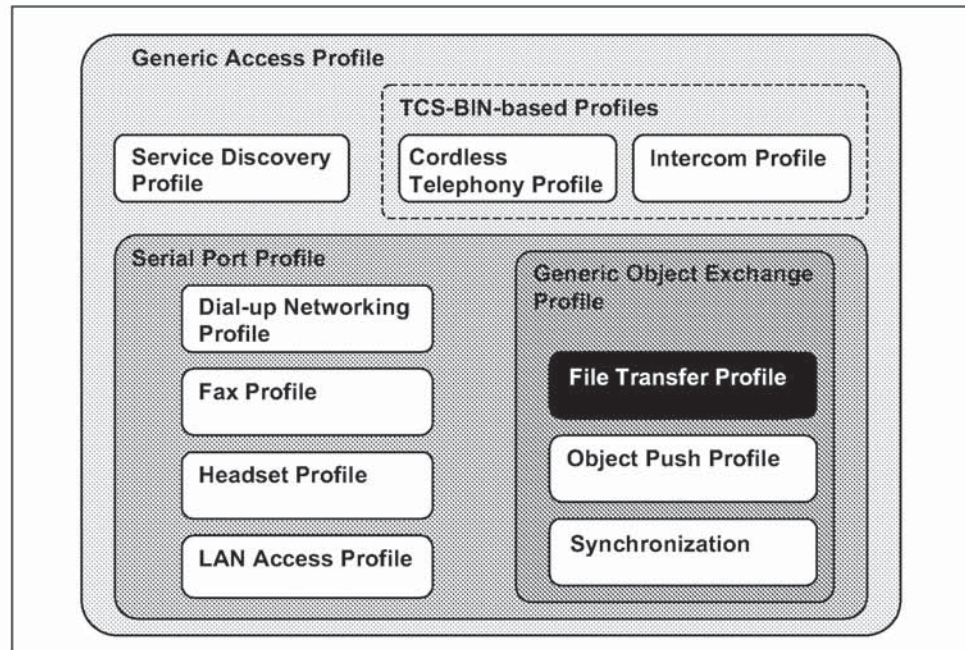 Generic Access Profile
TCS-BIN-based Profiles
Service Discovery
Profile
Cordless
Telephony Profile
Intercom Profile
Serial Port Profile
Dial-up Networking
Profile
Fax Profile
Headset Profile
LAN Access Profile
Generic Object Exchange
Profile
File Transfer Profile
Object Push Profile
Synchronization